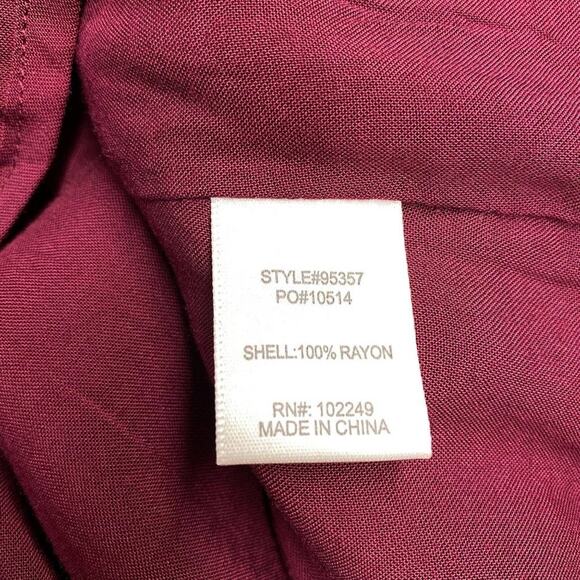 STYLE#95357
PO#10514
SHELL:100% RAYON
RN#: 102249
MADE IN CHINA